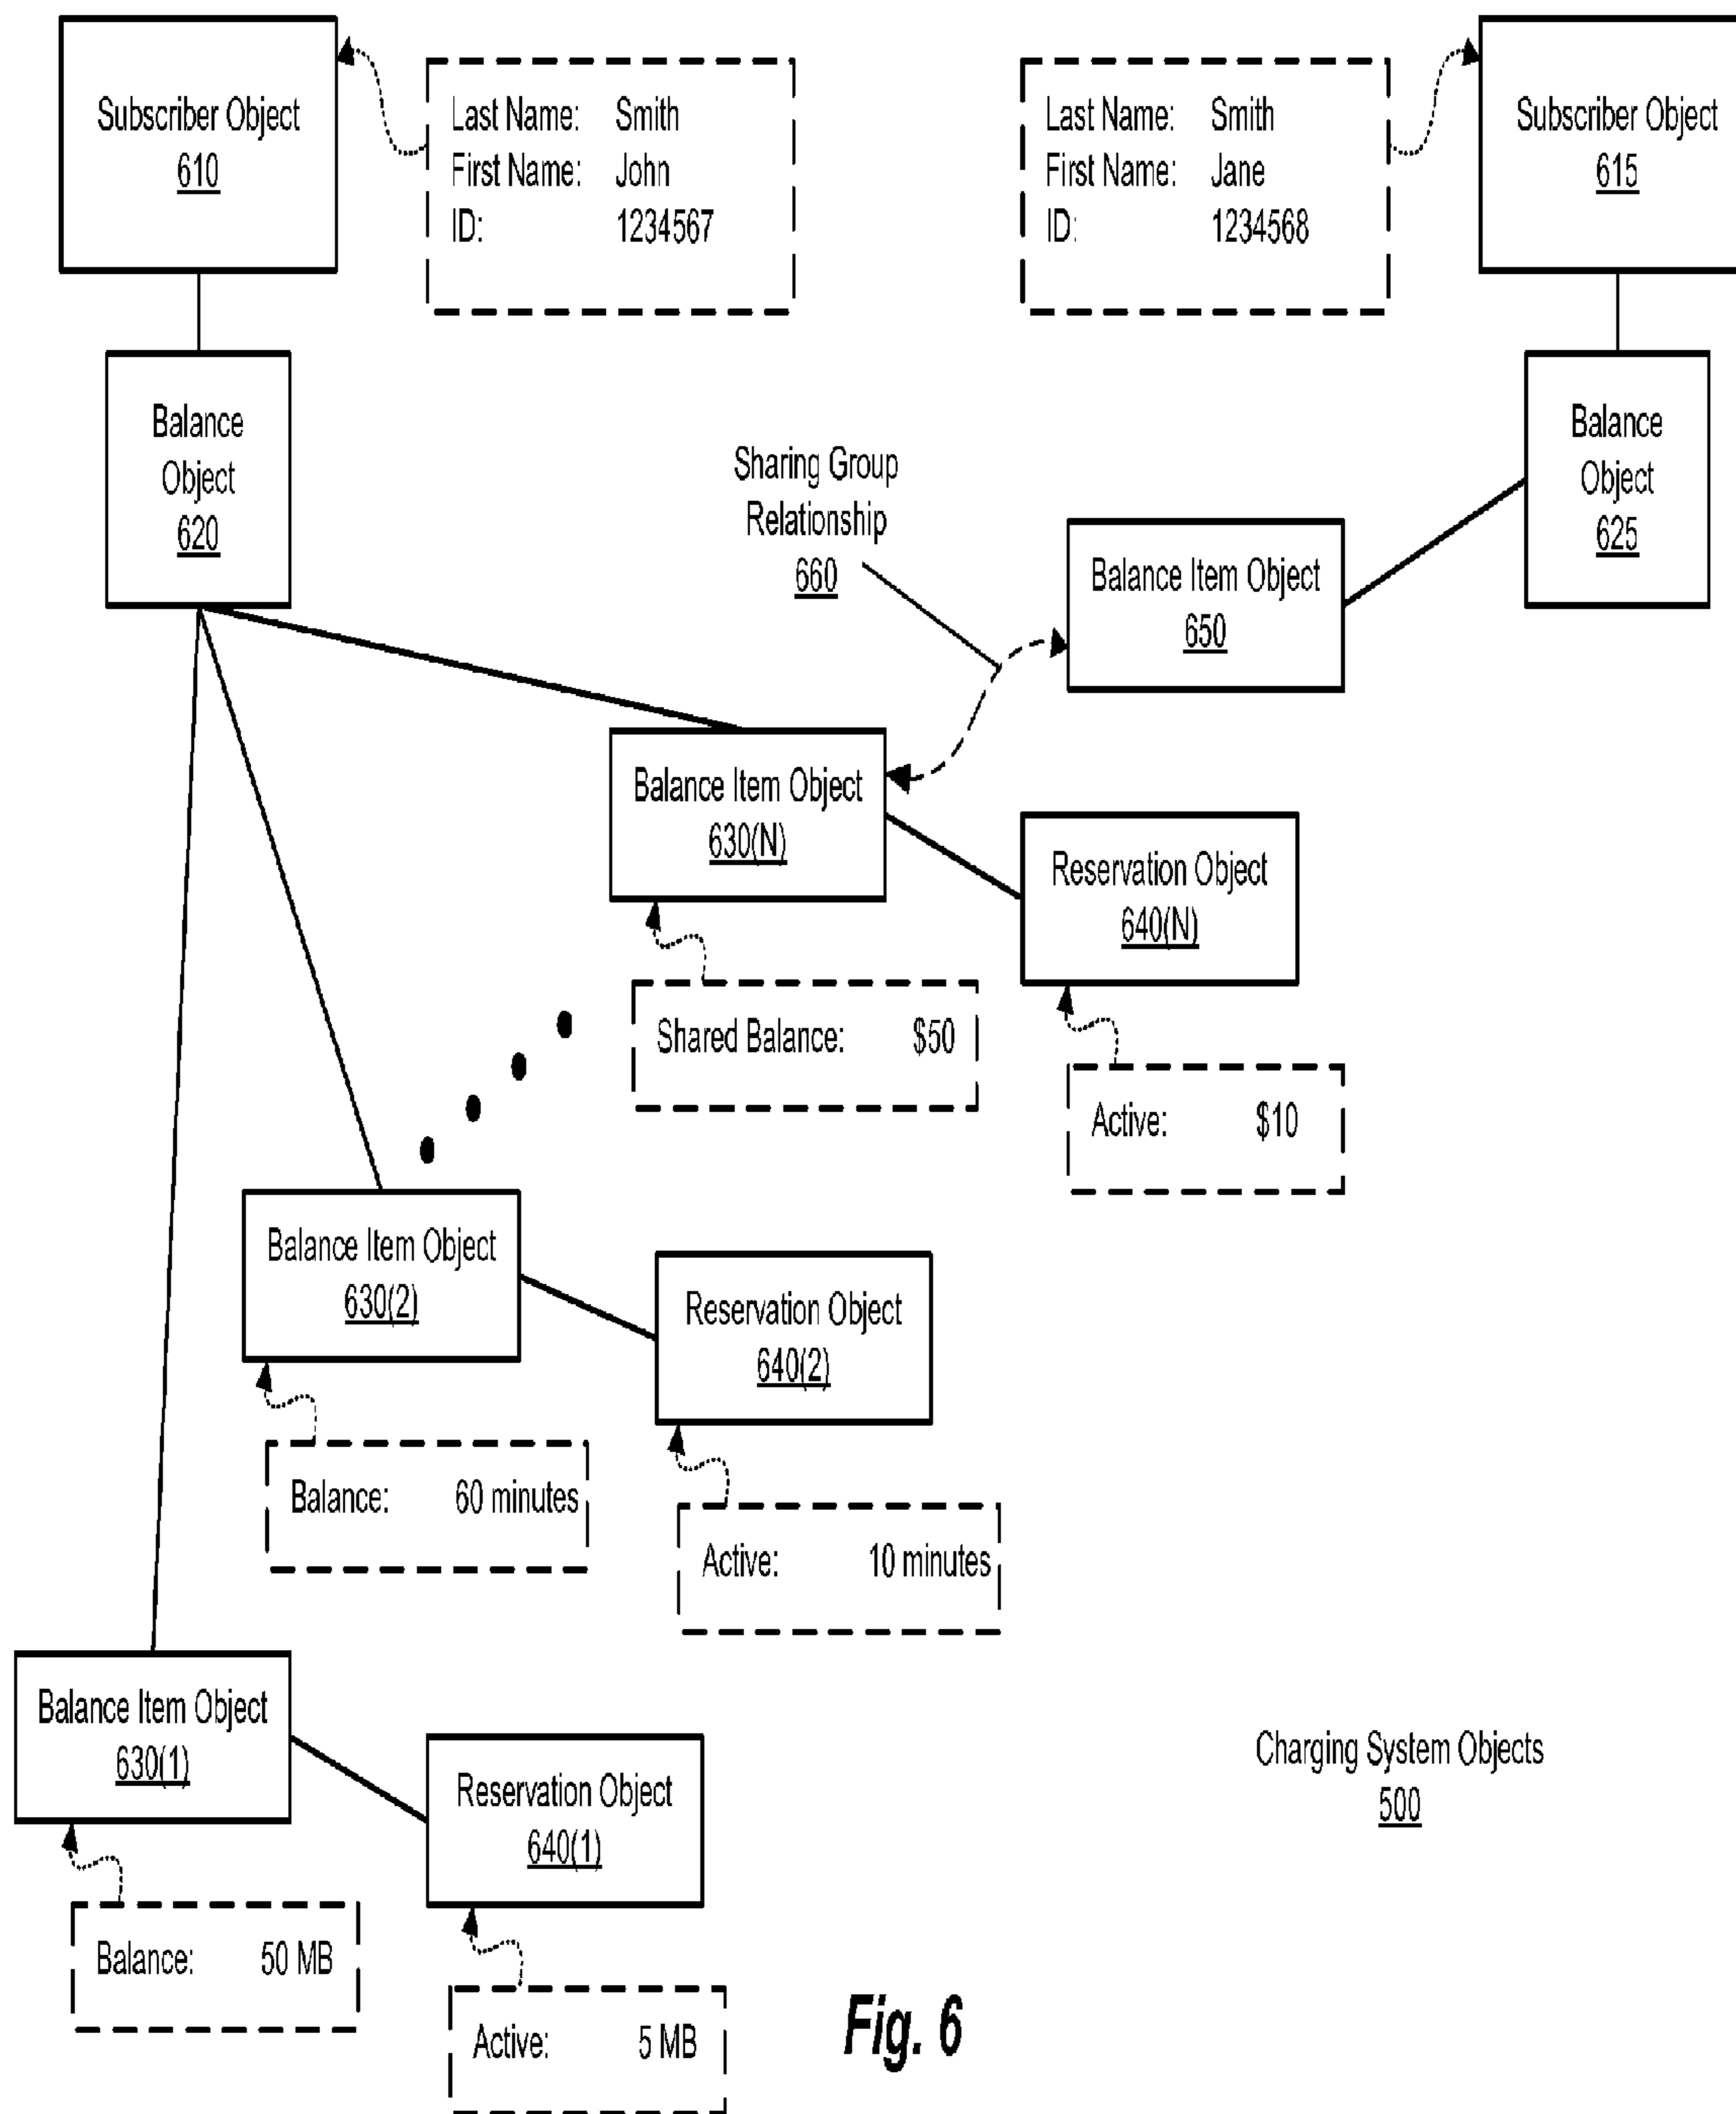 Subscriber Object
610
Last Name: Smith
First Name: John
ID: 1234567
Last Name: Smith
First Name: Jane
ID: 1234568
Subscriber Object
615
Balance
Object
620
Sharing Group
Relationship
660
Balance Item Object
650
Balance
Object
625
Balance Item Object
630(N)
Reservation Object
640(N)
Shared Balance: $50
Active: $10
Balance Item Object
630(2)
Reservation Object
640(2)
Balance: 60 minutes
Active: 10 minutes
Balance Item Object
630(1)
Reservation Object
640(1)
Charging System Objects
500
Balance: 50 MB
Active: 5 MB
Fig. 6